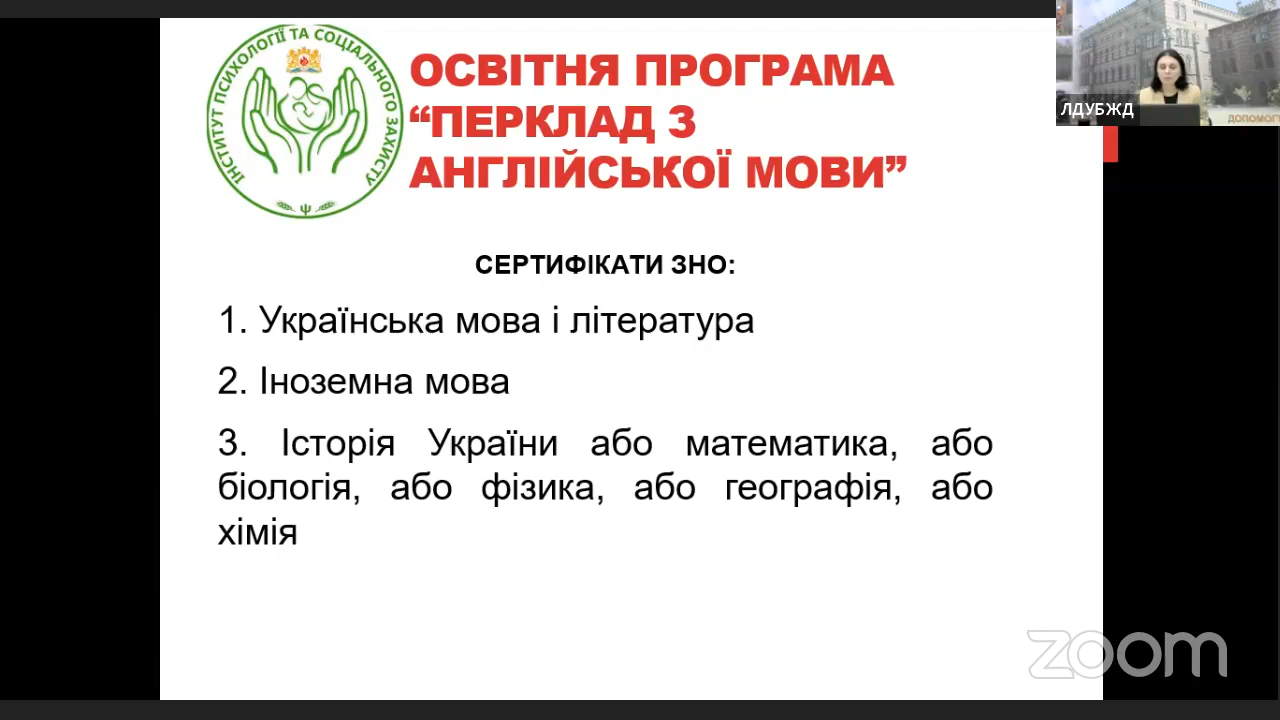 ІНСТИТУТ ПСИХОЛОГІЇ ТА СОЦІАЛЬНОГО ЗАХИСТУ
ОСВІТНЯ ПРОГРАМА
“ПЕРКЛАД З
АНГЛІЙСЬКОЇ МОВИ”
ЛДУБЖД
ДОПОМОГ
СЕРТИФІКАТИ ЗНО:
1. Українська мова і література
2. Іноземна мова
3. Історія України або математика, або
біологія, або фізика, або географія, або
хімія
zoom